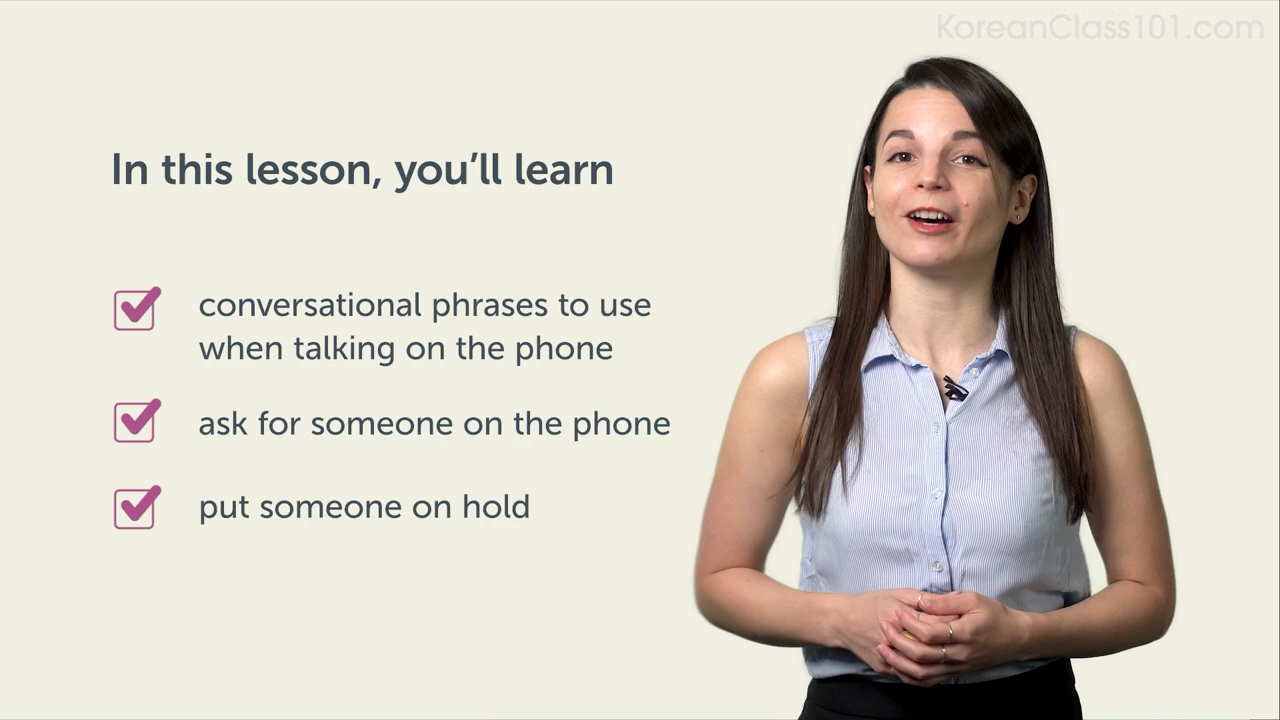 KoreanClass101.com
In this lesson, you'll learn
conversational phrases to use
when talking on the phone
ask for someone on the phone
put someone on hold